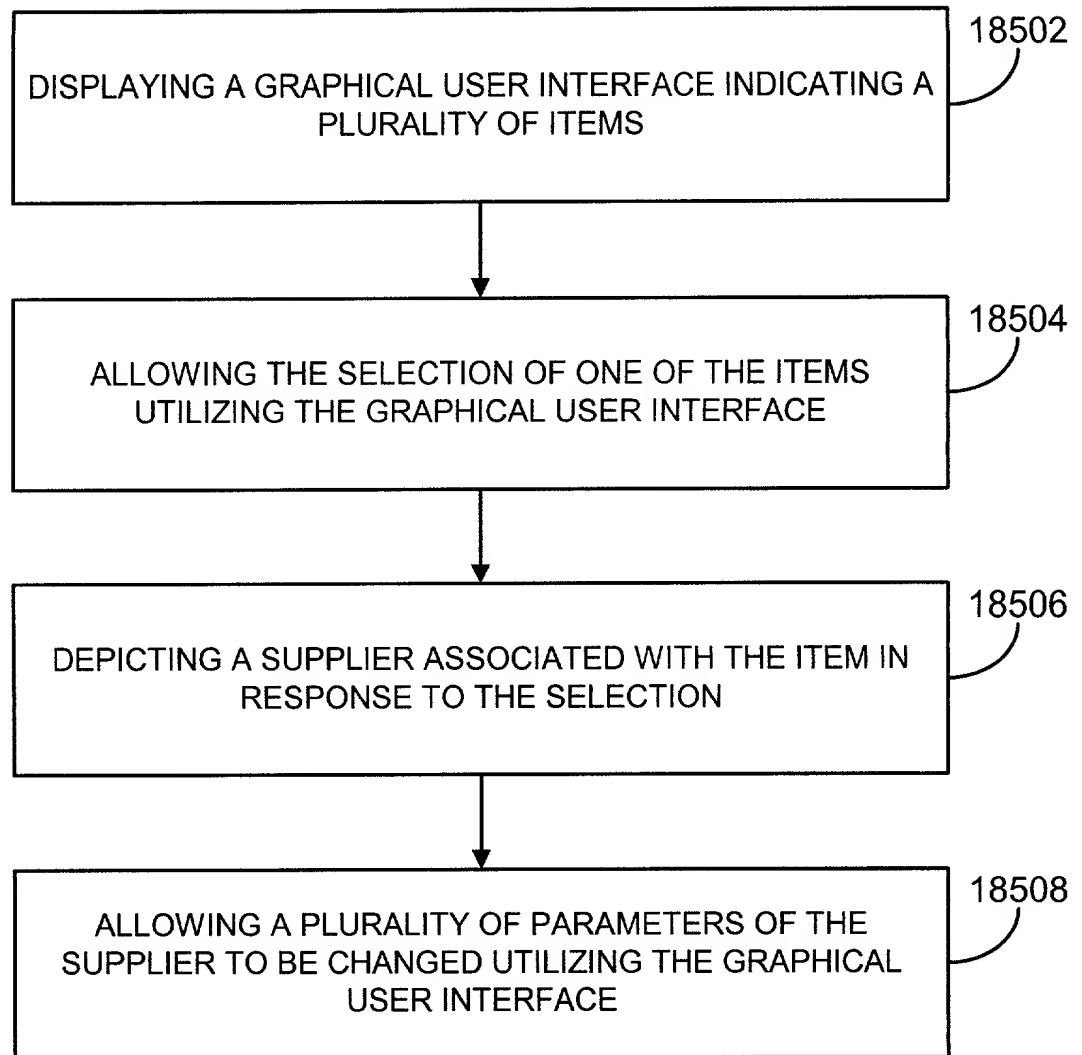 18502
DISPLAYING A GRAPHICAL USER INTERFACE INDICATING A
PLURALITY OF ITEMS
18504
ALLOWING THE SELECTION OF ONE OF THE ITEMS
UTILIZING THE GRAPHICAL USER INTERFACE
18506
DEPICTING A SUPPLIER ASSOCIATED WITH THE ITEM IN
RESPONSE TO THE SELECTION
18508
ALLOWING A PLURALITY OF PARAMETERS OF THE
SUPPLIER TO BE CHANGED UTILIZING THE GRAPHICAL
USER INTERFACE